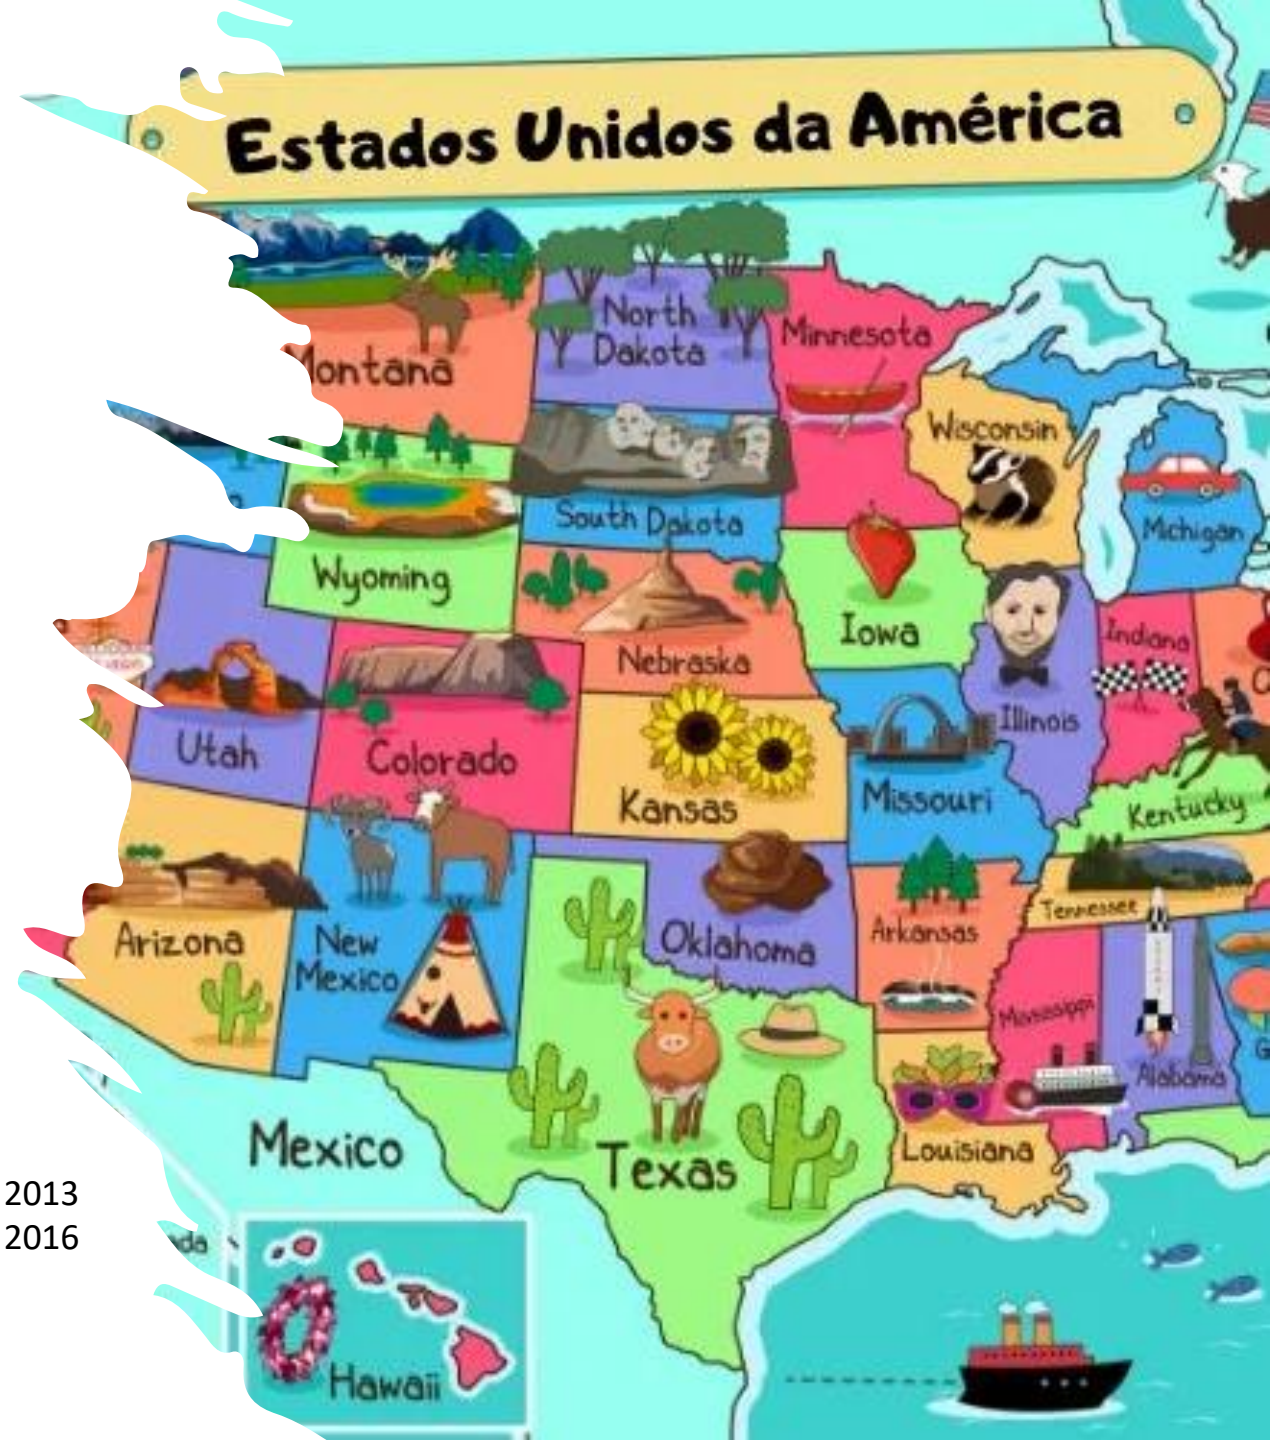 Estados Unidos da América
Montana
North
Dakota
Minnesota
Wisconsin
Michigan
South Dakota
Wyoming
Iowa
Nebraska
Indiana
Illinois
Utah
Colorado
Kansas
Missouri
Kentucky
Arizona
New
Mexico
Oklahoma
Arkansas
Tennessee
Mississippi
Alabama
G
Mexico
Texas
Louisiana
2013
2016
ada
Hawaii